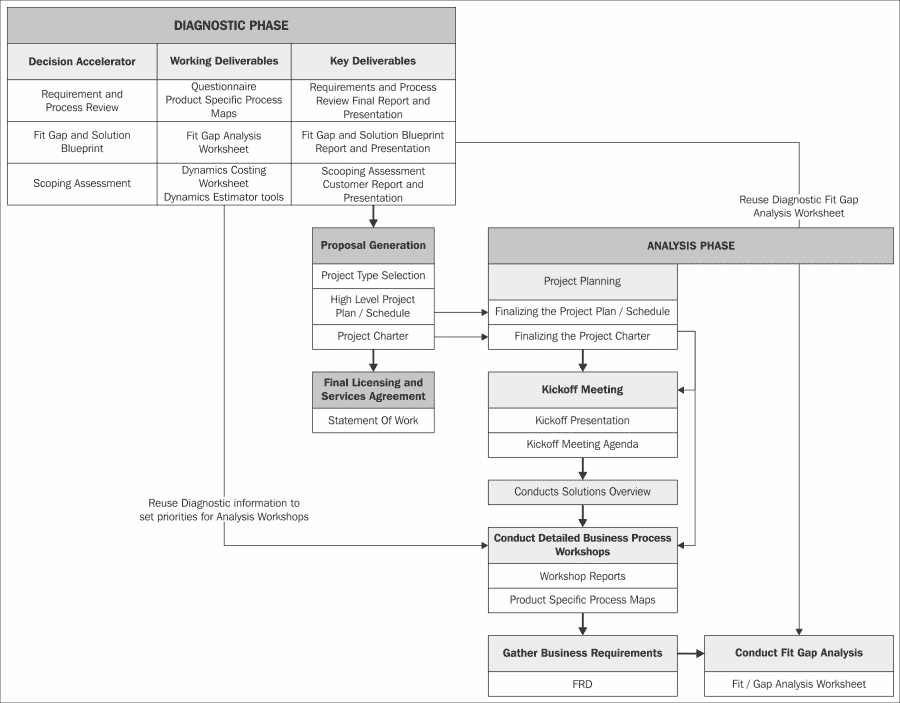 DIAGNOSTIC PHASE
Decision Accelerator
Working Deliverables
Key Deliverables
Requirement and
Process Review
Questionnaire
Product Specific Process
Maps
Requirements and Process
Review Final Report and
Presentation
Fit Gap and Solution
Blueprint
Fit Gap Analysis
Worksheet
Fit Gap and Solution Blueprint
Report and Presentation
Scoping Assessment
Dynamics Costing
Worksheet
Dynamics Estimator tools
Scooping Assessment
Customer Report and
Presentation
Reuse Diagnostic Fit Gap
Analysis Worksheet
Proposal Generation
Project Type Selection
High Level Project
Plan / Schedule
Project Charter
Final Licensing and
Services Agreement
Statement Of Work
ANALYSIS PHASE
Project Planning
Finalizing the Project Plan / Schedule
Finalizing the Project Charter
Kickoff Meeting
Kickoff Presentation
Kickoff Meeting Agenda
Conducts Solutions Overview
Reuse Diagnostic information to
set priorities for Analysis Workshops
Conduct Detailed Business Process
Workshops
Workshop Reports
Product Specific Process Maps
Gather Business Requirements
FRD
Conduct Fit Gap Analysis
Fit / Gap Analysis Worksheet